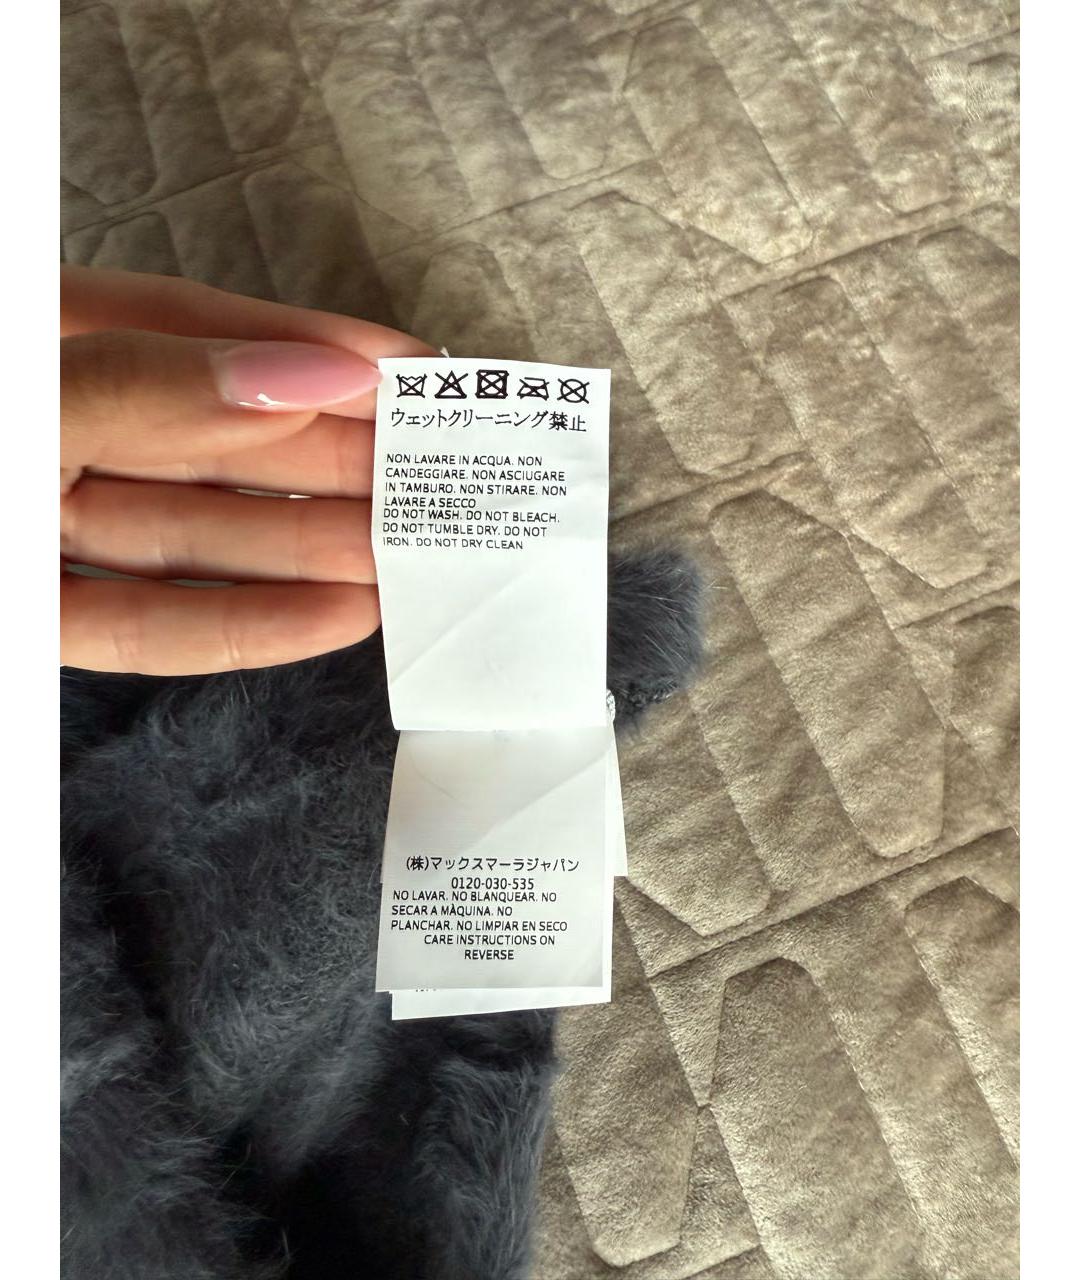 ウェットクリーニング禁止
NON LAVARE IN ACQUA. NON
CANDEGGIARE. NON ASCIUGARE
IN TAMBURO. NON STIRARE. NON
LAVARE A SECCO
DO NOT WASH. DO NOT BLEACH.
DO NOT TUMBLE DRY. DO NOT
IRON. DO NOT DRY CLEAN
(株)マックスマーラジャパン
0120-030-535
NO LAVAR. NO BLANQUEAR. NO
SECAR A MÀQUINA. NO
PLANCHAR. NO LIMPIAR EN SECO
CARE INSTRUCTIONS ON
REVERSE